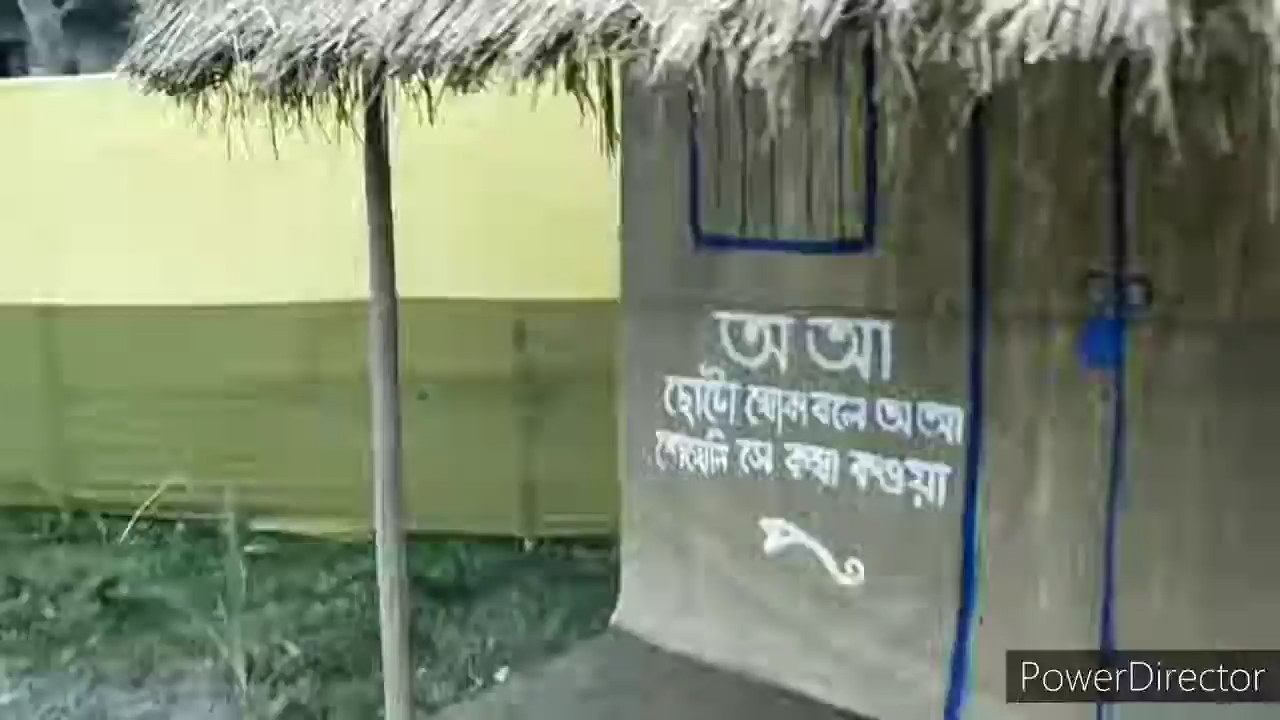 অ আ
ছোটো খোকা বলে অ আ
শেখেনি সে কথা কওয়া
PowerDirector